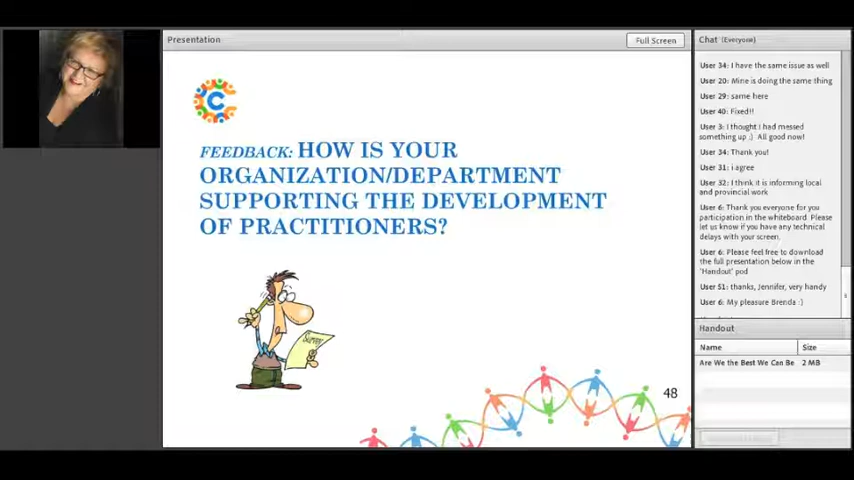 Presentation
Full Screen
C
FEEDBACK: HOW IS YOUR
ORGANIZATION/DEPARTMENT
SUPPORTING THE DEVELOPMENT
OF PRACTITIONERS?
Survey
48
Chat (Everyone)
User 34: I have the same issue as well
User 20: Mine is doing the same thing
User 29: same here
User 40: Fixed!!
User 3: I thought I had messed
something up :) All good now!
User 34: Thank you!
User 31: i agree
User 32: I think it is informing local
and provincial work
User 6: Thank you everyone for you
participation in the whiteboard. Please
let us know if you have any technical
delays with your screen.
User 6: Please feel free to download
the full presentation below in the
'Handout' pod
User 51: thanks, Jennifer, very handy
User 6: My pleasure Brenda :)
Handout
Name Size
Are We the Best We Can Be 2 MB